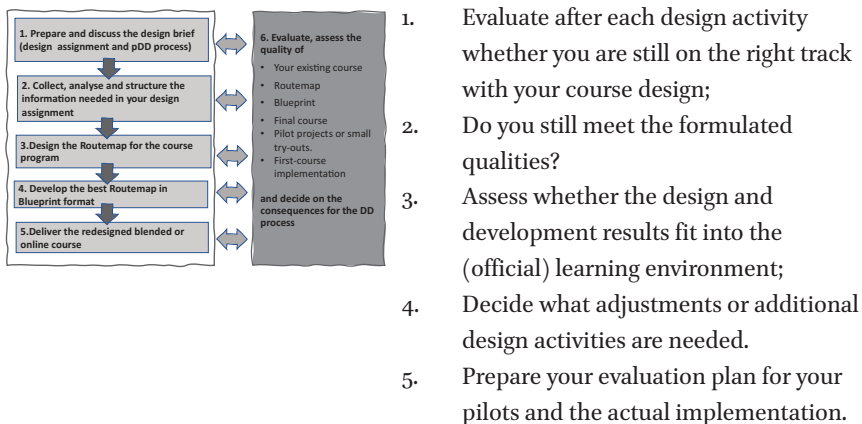 1. Prepare and discuss the design brief
(design assignment and pDD process)
2. Collect, analyse and structure the
information needed in your design
assignment
3.Design the Routemap for the course
program
4. Develop the best Routemap in
Blueprint format
5.Deliver the redesigned blended or
online course
6. Evaluate, assess the
quality of
• Your existing course
• Routemap
• Blueprint
• Final course
• Pilot projects or small
try-outs.
• First-course
implementation
and decide on the
consequences for the DD
process
1. Evaluate after each design activity
whether you are still on the right track
with your course design;
2. Do you still meet the formulated
qualities?
3. Assess whether the design and
development results fit into the
(official) learning environment;
4. Decide what adjustments or additional
design activities are needed.
5. Prepare your evaluation plan for your
pilots and the actual implementation.